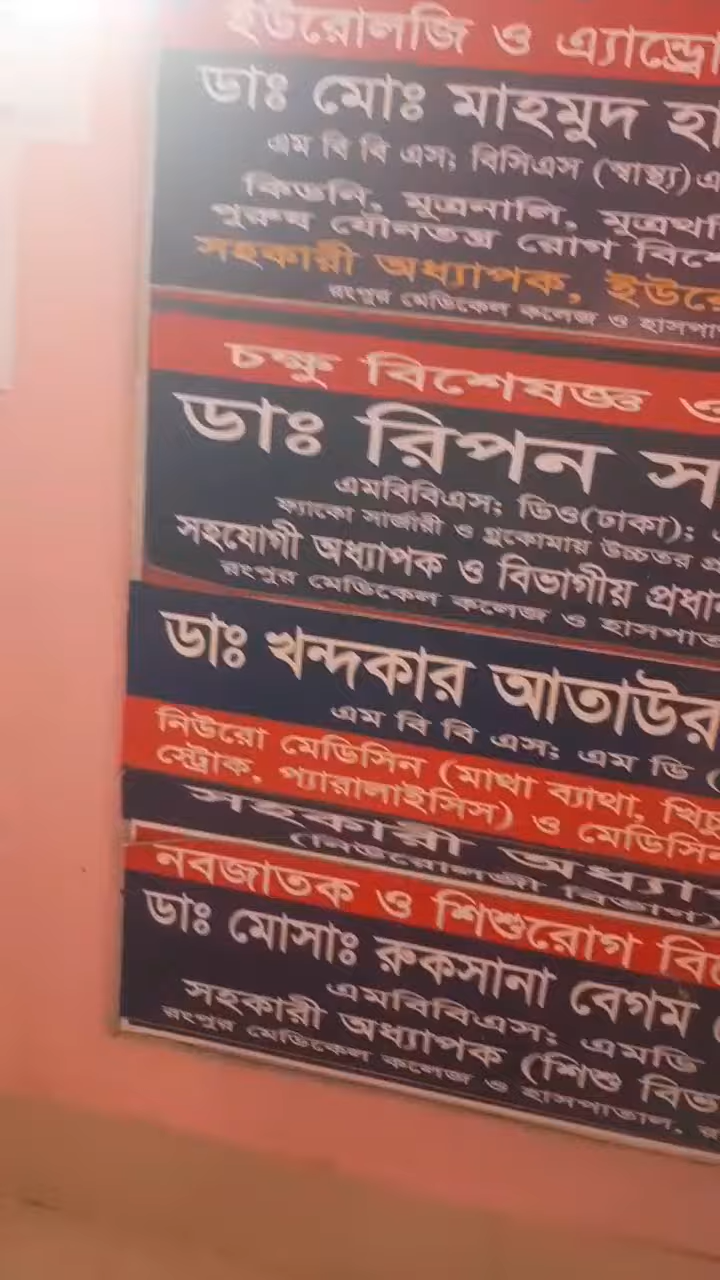 ইউরোলজি ও এ্যান্ড্রো
ডাঃ মোঃ মাহমুদ হা
এম বি বি এস; বিসিএস (স্বাস্থ্য) এ
কিডনি, মূত্রনালি, মূত্রথলি
পুরুষ যৌনতন্ত্র রোগ বিশে
সহকারী অধ্যাপক, ইউরো
রংপুর মেডিকেল কলেজ ও হাসপা
চক্ষু বিশেষজ্ঞ ও
ডাঃ রিপন স
এমবিবিএস; ডিও(ঢাকা);
ফ্যাকো সার্জারী ও গ্লুকোমায় উচ্চতর প্র
সহযোগী অধ্যাপক ও বিভাগীয় প্রধা
রংপুর মেডিকেল কলেজ ও হাসপাত
ডাঃ খন্দকার আতাউর
এম বি বি এস; এম ডি (
নিউরো মেডিসিন (মাথা ব্যাথা, খিচু
স্ট্রোক, প্যারালাইসিস) ও মেডিসিন
সহকারী অধ্যা
(নিউরোলজী বিভাগ)
নবজাতক ও শিশুরোগ বি
ডাঃ মোসাঃ রুকসানা বেগম (
এমবিবিএস; এমডি
সহকারী অধ্যাপক (শিশু বিভ
রংপুর মেডিকেল কলেজ ও হাসপাতাল, র